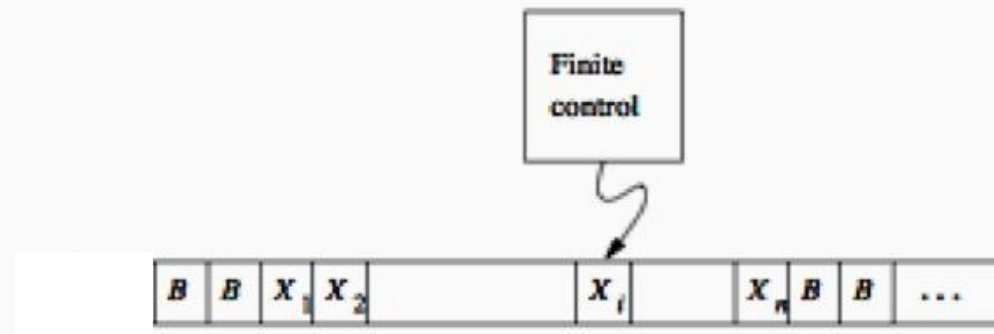 Finite
control
B B X₁ X₂ Xᵢ Xₙ B B ...